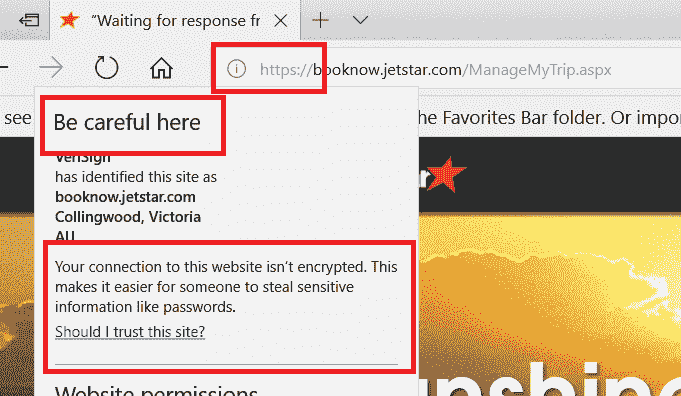 "Waiting for response fr
https://booknow.jetstar.com/ManageMyTrip.aspx
see
he Favorites Bar folder. Or impor
Be careful here
VeriSign
has identified this site as
booknow.jetstar.com
Collingwood, Victoria
AU
Your connection to this website isn't encrypted. This
makes it easier for someone to steal sensitive
information like passwords.
Should I trust this site?
Website permissions
r
unshine